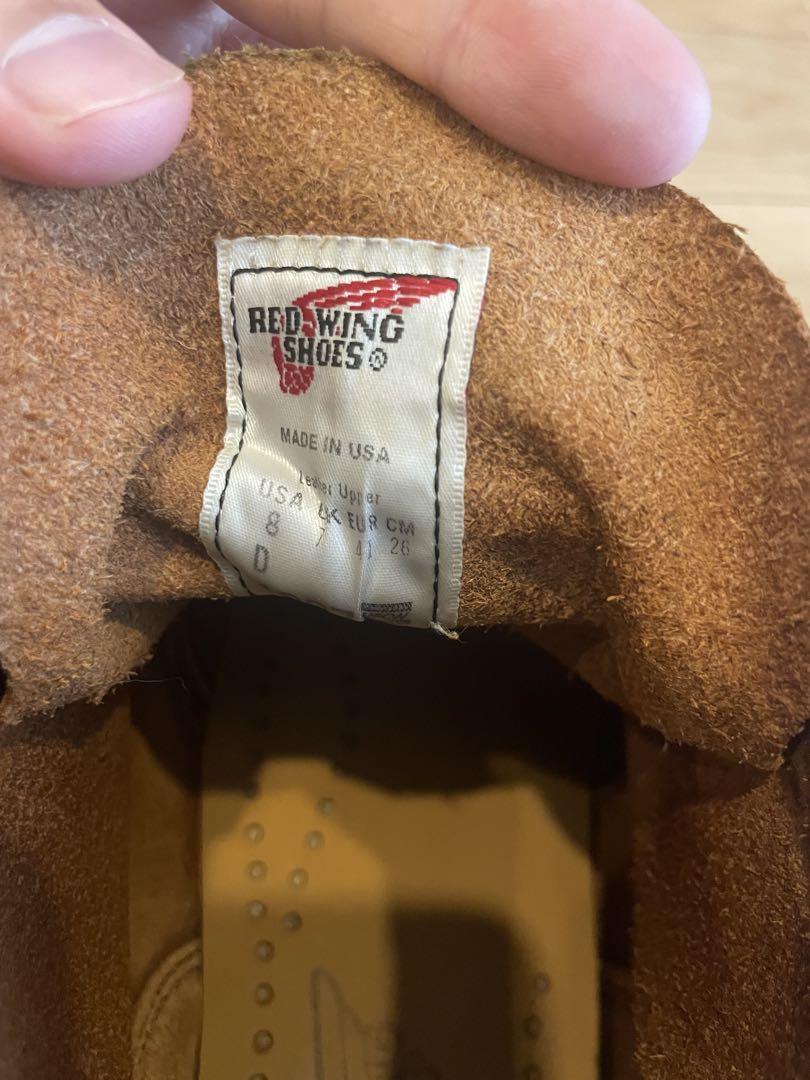 RED WING
SHOES ®
MADE IN USA
Leather Upper
USA UK EUR CM
8 7 41 26
D